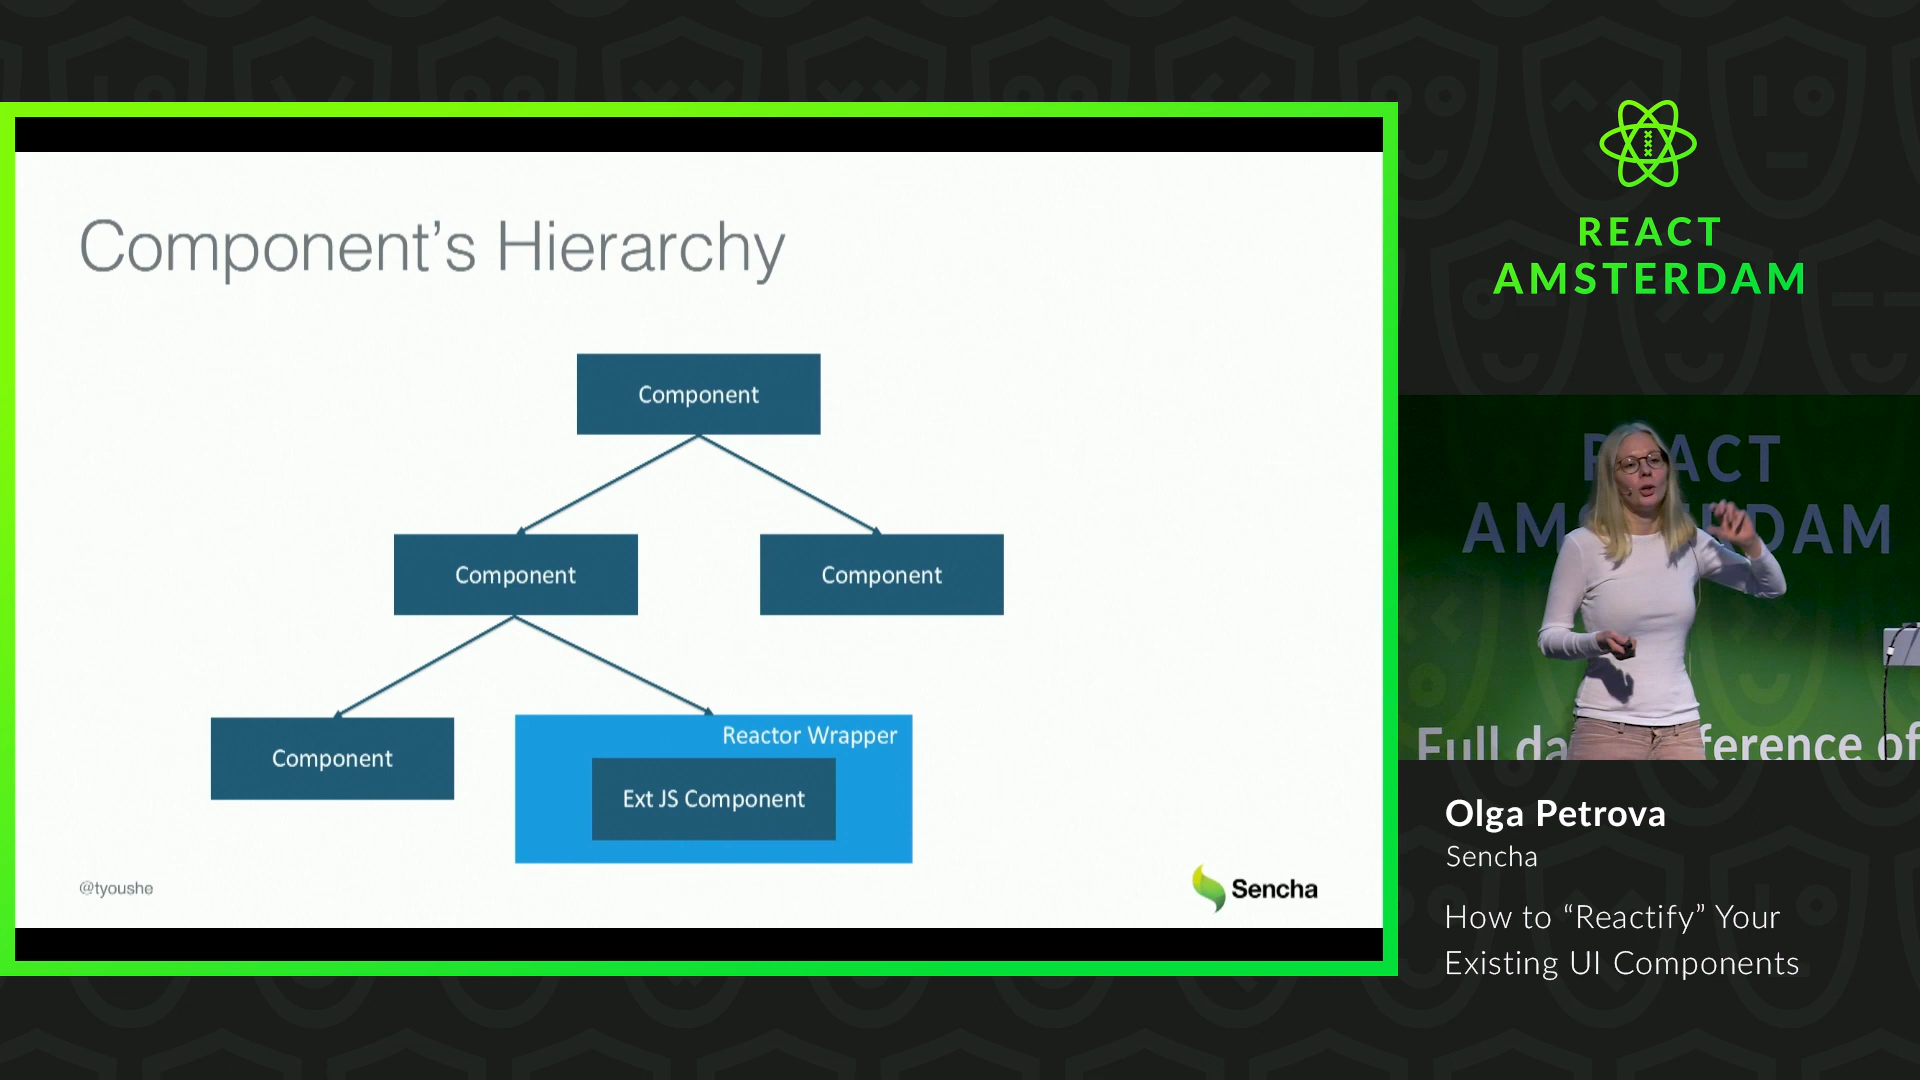 Component’s Hierarchy
Component
Component
Component
Component
Reactor Wrapper
Ext JS Component
@tyoushe
Sencha
REACT
AMSTERDAM
Olga Petrova
Sencha
How to “Reactify” Your
Existing UI Components